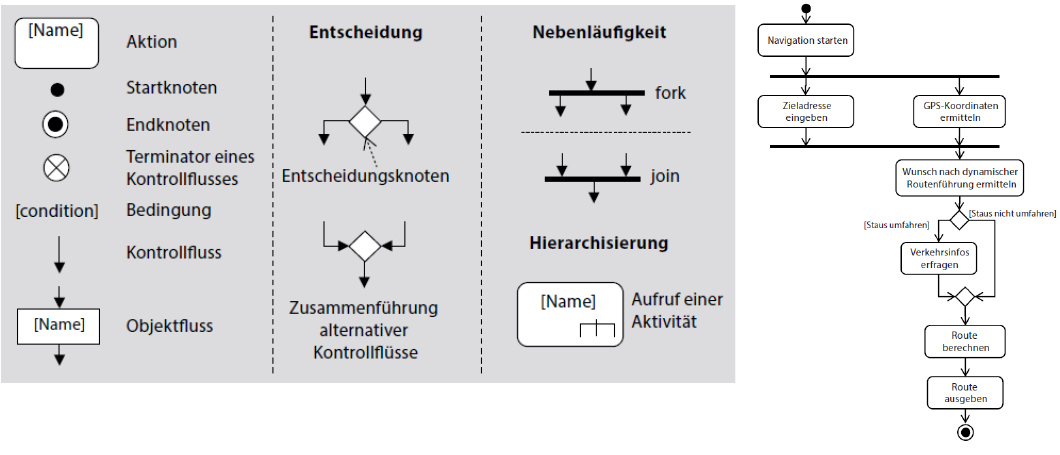 [Name]
Aktion
Startknoten
Endknoten
Terminator eines
Kontrollflusses
[condition]
Bedingung
Kontrollfluss
[Name]
Objektfluss
Entscheidung
Entscheidungsknoten
Zusammenführung
alternativer
Kontrollflüsse
Nebenläufigkeit
fork
join
Hierarchisierung
[Name]
Aufruf einer
Aktivität
Navigation starten
Zieladresse
eingeben
GPS-Koordinaten
ermitteln
Wunsch nach dynamischer
Routenführung ermitteln
[Staus nicht umfahren]
[Staus umfahren]
Verkehrsinfos
erfragen
Route
berechnen
Route
ausgeben